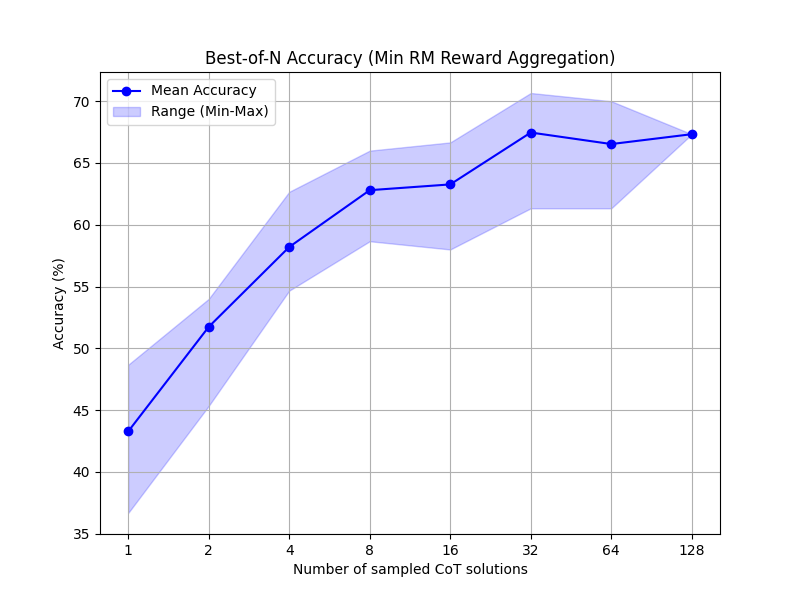 Best-of-N Accuracy (Min RM Reward Aggregation)
Mean Accuracy
Range (Min-Max)
Accuracy (%)
70
65
60
55
50
45
40
35
1 2 4 8 16 32 64 128
Number of sampled CoT solutions